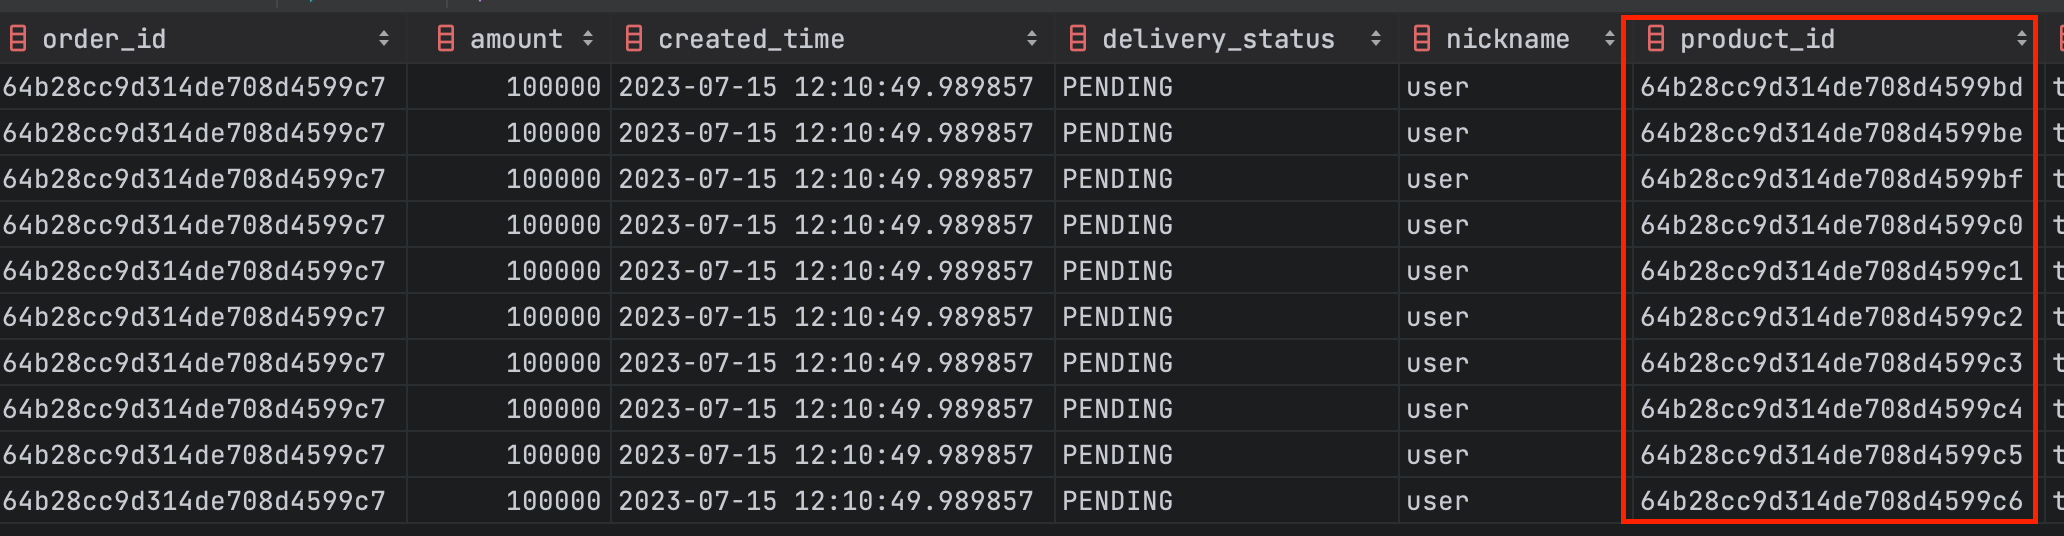 order_id amount created_time delivery_status nickname product_id
64b28cc9d314de708d4599c7 100000 2023-07-15 12:10:49.989857 PENDING user 64b28cc9d314de708d4599bd t
64b28cc9d314de708d4599c7 100000 2023-07-15 12:10:49.989857 PENDING user 64b28cc9d314de708d4599be t
64b28cc9d314de708d4599c7 100000 2023-07-15 12:10:49.989857 PENDING user 64b28cc9d314de708d4599bf t
64b28cc9d314de708d4599c7 100000 2023-07-15 12:10:49.989857 PENDING user 64b28cc9d314de708d4599c0 t
64b28cc9d314de708d4599c7 100000 2023-07-15 12:10:49.989857 PENDING user 64b28cc9d314de708d4599c1 t
64b28cc9d314de708d4599c7 100000 2023-07-15 12:10:49.989857 PENDING user 64b28cc9d314de708d4599c2 t
64b28cc9d314de708d4599c7 100000 2023-07-15 12:10:49.989857 PENDING user 64b28cc9d314de708d4599c3 t
64b28cc9d314de708d4599c7 100000 2023-07-15 12:10:49.989857 PENDING user 64b28cc9d314de708d4599c4 t
64b28cc9d314de708d4599c7 100000 2023-07-15 12:10:49.989857 PENDING user 64b28cc9d314de708d4599c5 t
64b28cc9d314de708d4599c7 100000 2023-07-15 12:10:49.989857 PENDING user 64b28cc9d314de708d4599c6 t